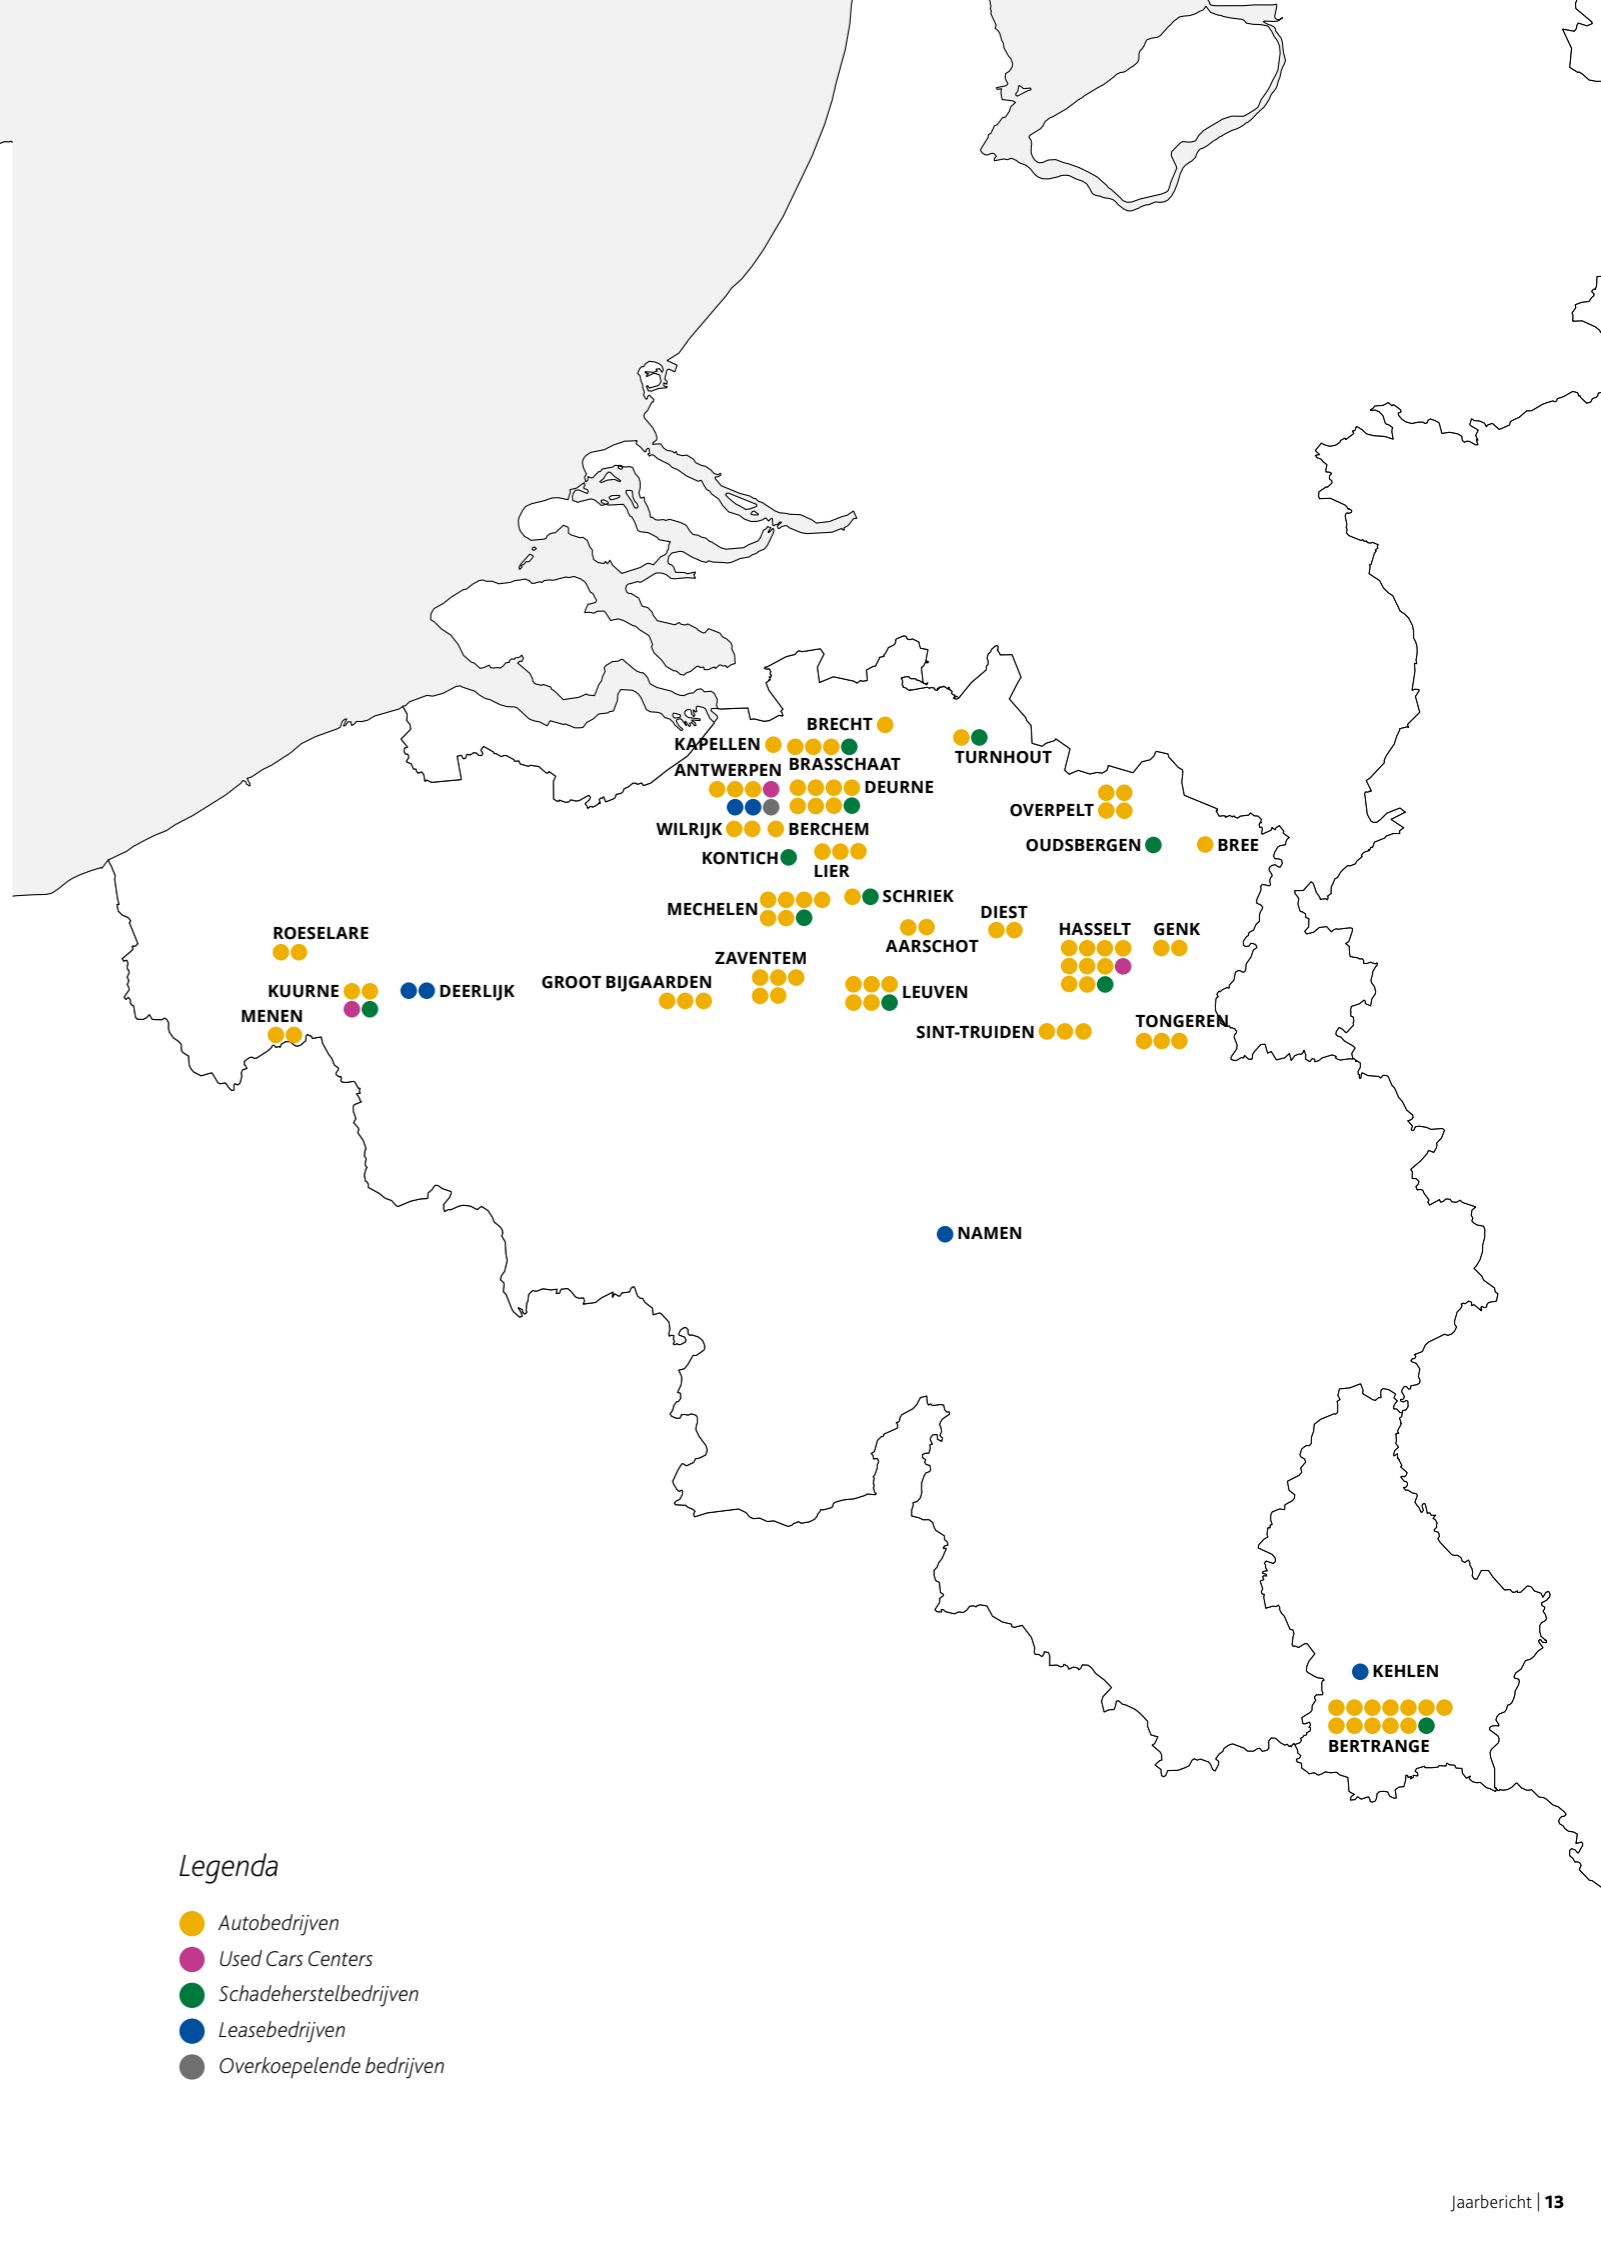 BRECHT
KAPELLEN
TURNHOUT
BRASSCHAAT
ANTWERPEN
DEURNE
OVERPELT
WILRIJK
BERCHEM
OUDSBERGEN
BREE
KONTICH
LIER
SCHRIEK
MECHELEN
DIEST
HASSELT
GENK
ROESELARE
AARSCHOT
ZAVENTEM
GROOT BIJGAARDEN
KUURNE
DEERLIJK
LEUVEN
MENEN
TONGEREN
SINT-TRUIDEN
NAMEN
KEHLEN
BERTRANGE
Legenda
Autobedrijven
Used Cars Centers
Schadeherstelbedrijven
Leasebedrijven
Overkoepelende bedrijven
Jaarbericht | 13